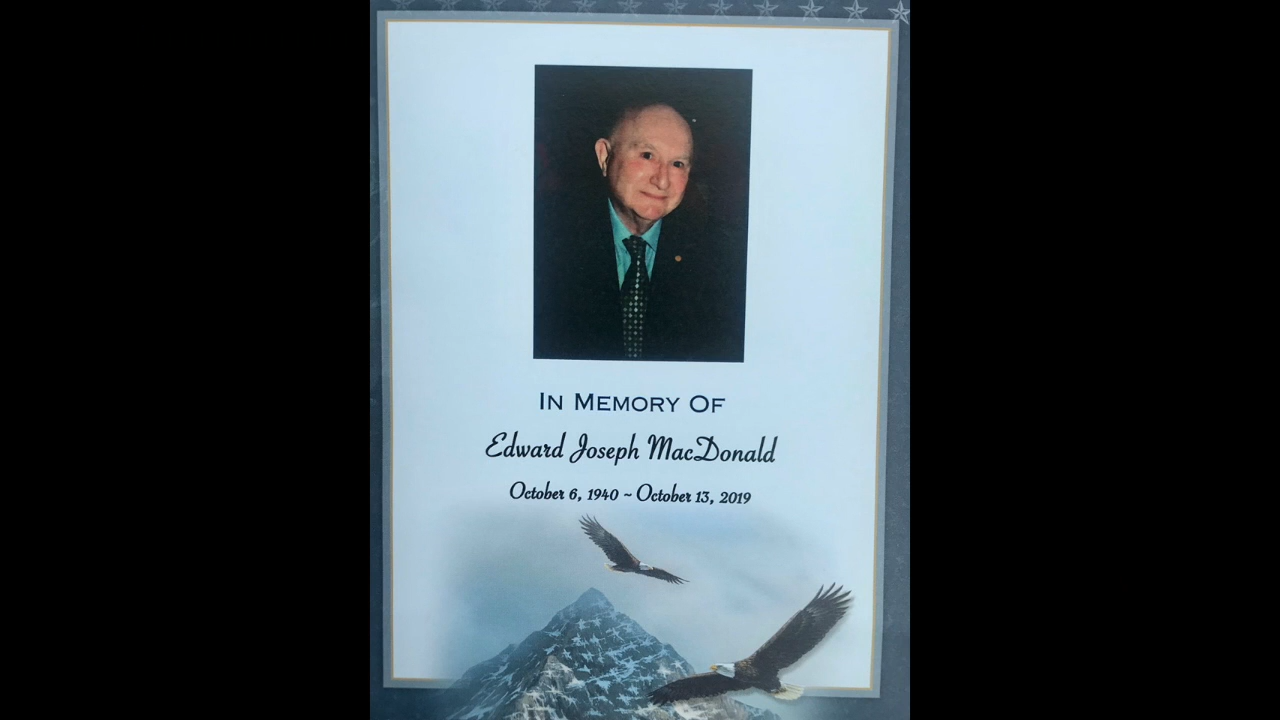 In Memory Of
Edward Joseph MacDonald
October 6, 1940 ~ October 13, 2019